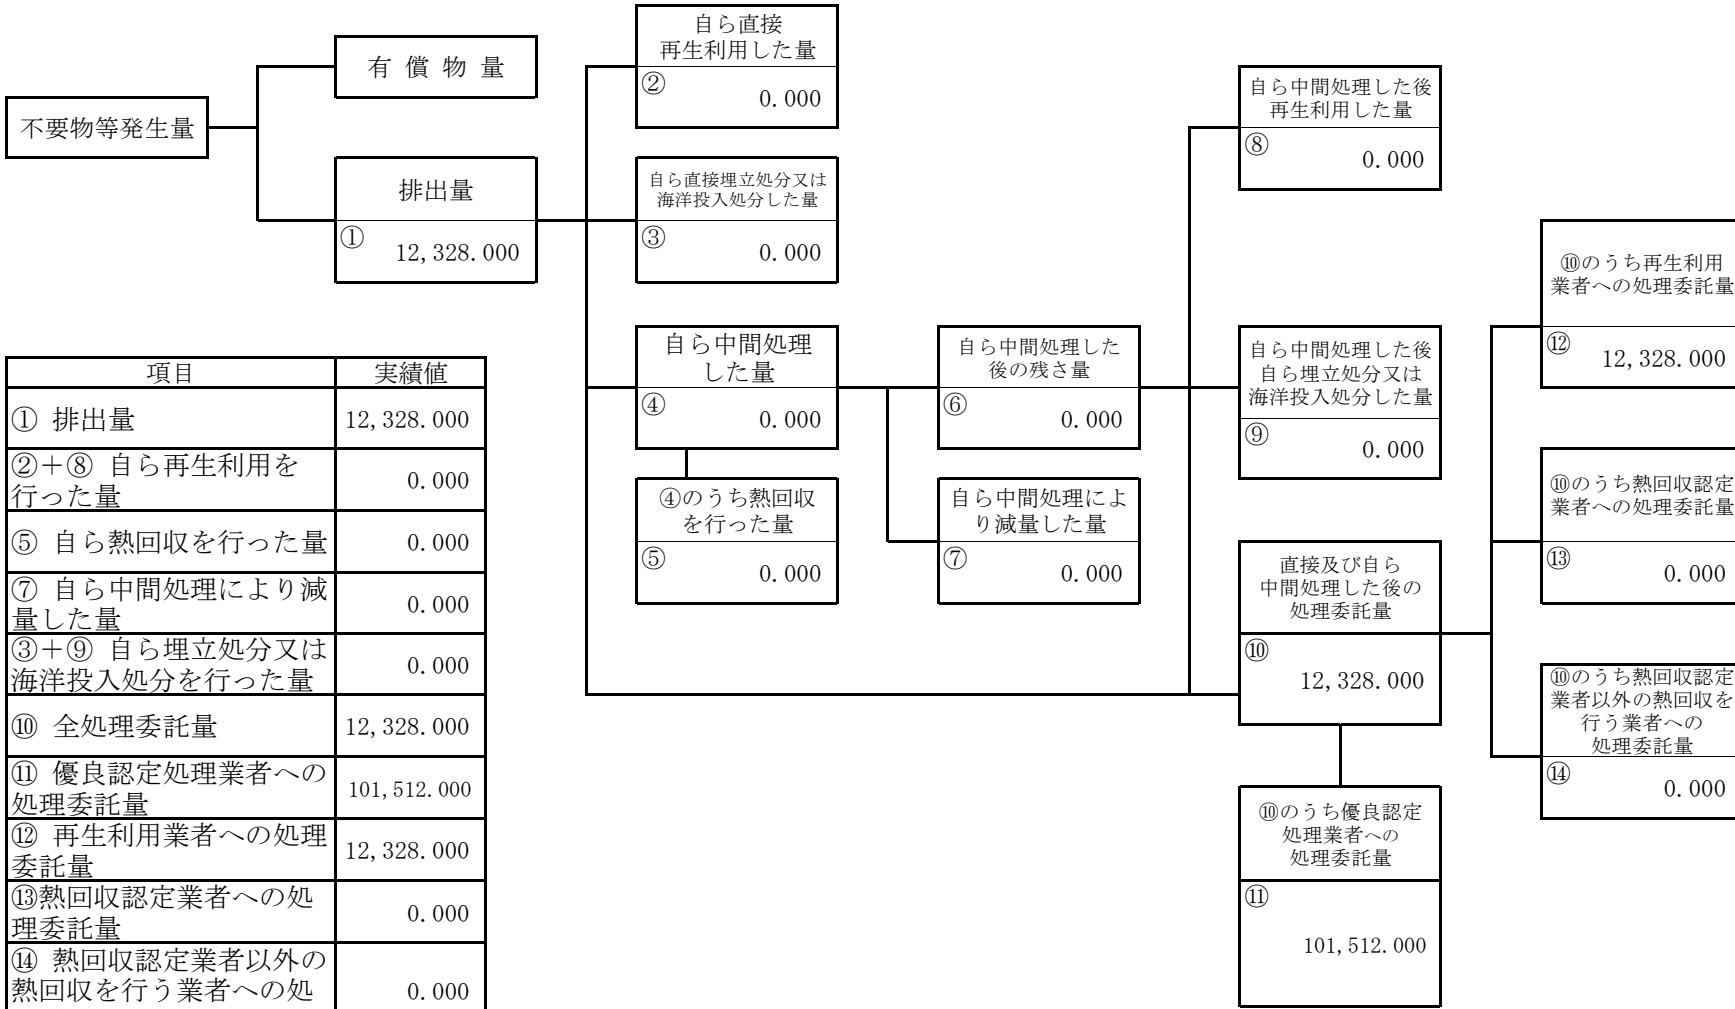 不要物等発生量
有 償 物 量
排出量
①
12,328.000
自ら直接
再生利用した量
②
0.000
自ら直接埋立処分又は
海洋投入処分した量
③
0.000
自ら中間処理
した量
④
0.000
④のうち熱回収
を行った量
⑤
0.000
自ら中間処理した
後の残さ量
⑥
0.000
自ら中間処理によ
り減量した量
⑦
0.000
自ら中間処理した後
再生利用した量
⑧
0.000
自ら中間処理した後
自ら埋立処分又は
海洋投入処分した量
⑨
0.000
直接及び自ら
中間処理した後の
処理委託量
⑩
12,328.000
⑩のうち優良認定
処理業者への
処理委託量
⑪
101,512.000
⑩のうち再生利用
業者への処理委託量
⑫
12,328.000
⑩のうち熱回収認定
業者への処理委託量
⑬
0.000
⑩のうち熱回収認定
業者以外の熱回収を
行う業者への
処理委託量
⑭
0.000
項目 実績値
① 排出量 12,328.000
②+⑧ 自ら再生利用を
行った量 0.000
⑤ 自ら熱回収を行った量 0.000
⑦ 自ら中間処理により減
量した量 0.000
③+⑨ 自ら埋立処分又は
海洋投入処分を行った量 0.000
⑩ 全処理委託量 12,328.000
⑪ 優良認定処理業者への
処理委託量 101,512.000
⑫ 再生利用業者への処理
委託量 12,328.000
⑬熱回収認定業者への処
理委託量 0.000
⑭ 熱回収認定業者以外の
熱回収を行う業者への処 0.000